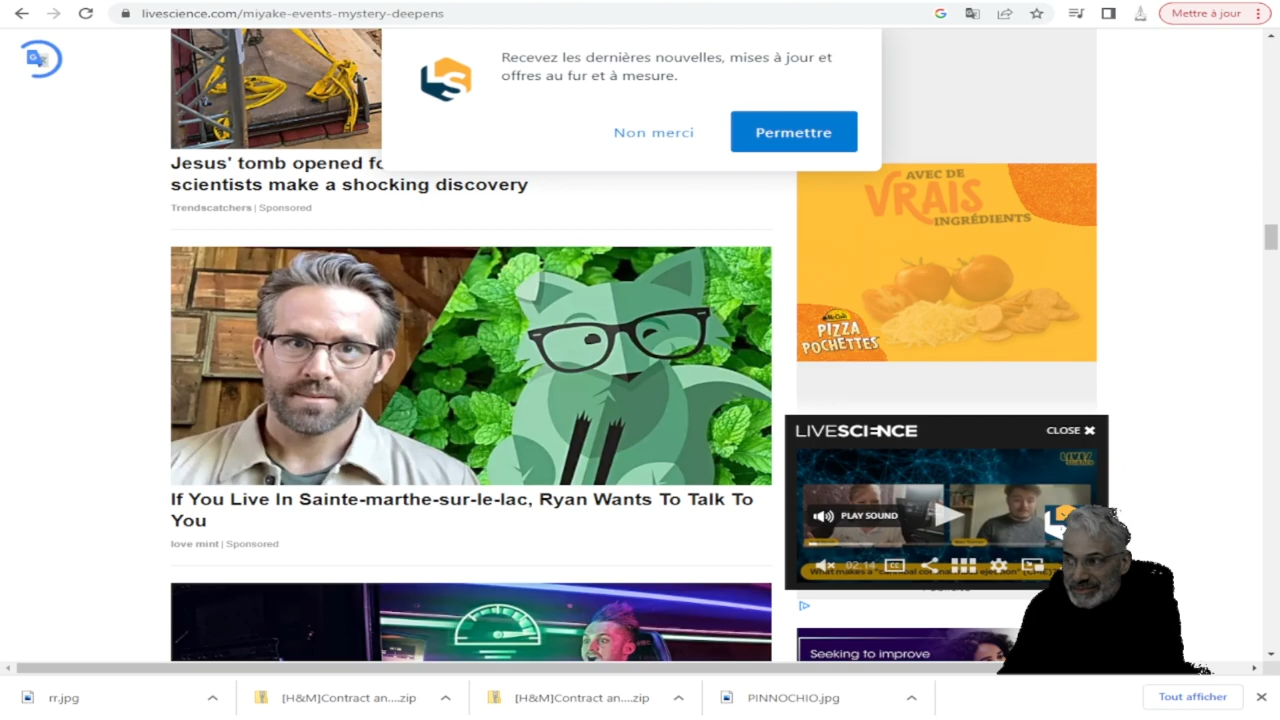 livescience.com/miyake-events-mystery-deepens
Mettre à jour
Recevez les dernières nouvelles, mises à jour et
offres au fur et à mesure.
Non merci
Permettre
Jesus' tomb opened fo
scientists make a shocking discovery
Trendscatchers | Sponsored
AVEC DE
VRAIS
INGRÉDIENTS
McCain
PIZZA
POCHETTES
If You Live In Sainte-marthe-sur-le-lac, Ryan Wants To Talk To
You
love mint | Sponsored
LIVESCIENCE
CLOSE
PLAY SOUND
02:14
CC
Seeking to improve
rr.jpg
[H&M]Contract an....zip
[H&M]Contract an....zip
PINNOCHIO.jpg
Tout afficher